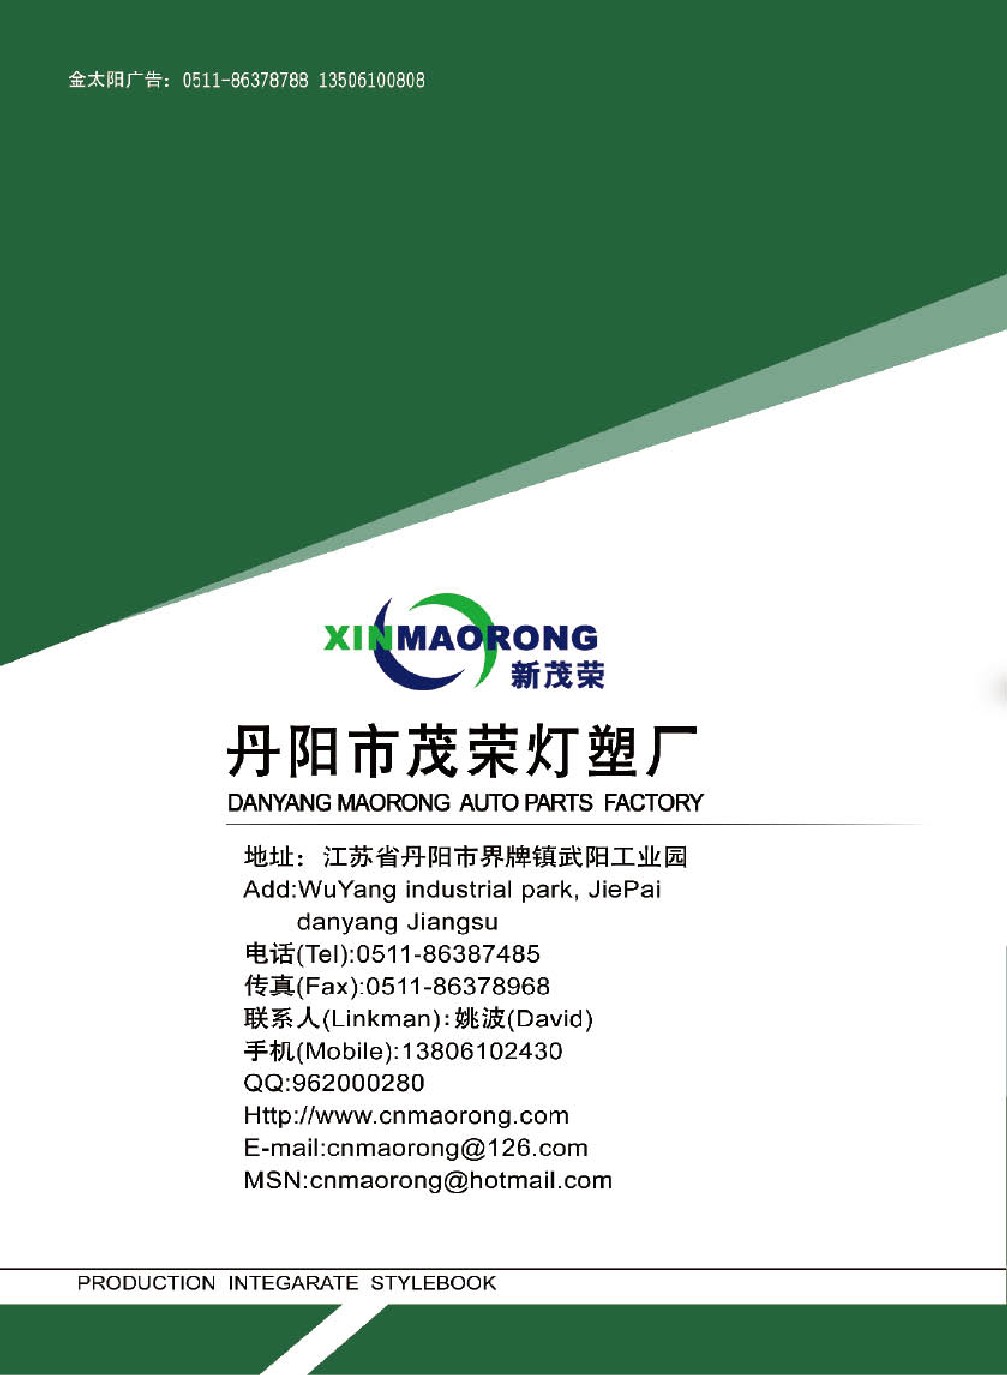 金太阳广告：0511-86378788 13506100808
XINMAORONG
新茂荣
丹阳市茂荣灯塑厂
DANYANG MAORONG AUTO PARTS FACTORY
地址：江苏省丹阳市界牌镇武阳工业园
Add:WuYang industrial park, JiePai
danyang Jiangsu
电话(Tel):0511-86387485
传真(Fax):0511-86378968
联系人(Linkman):姚波(David)
手机(Mobile):13806102430
QQ:962000280
Http://www.cnmaorong.com
E-mail:cnmaorong@126.com
MSN:cnmaorong@hotmail.com
PRODUCTION INTEGARATE STYLEBOOK